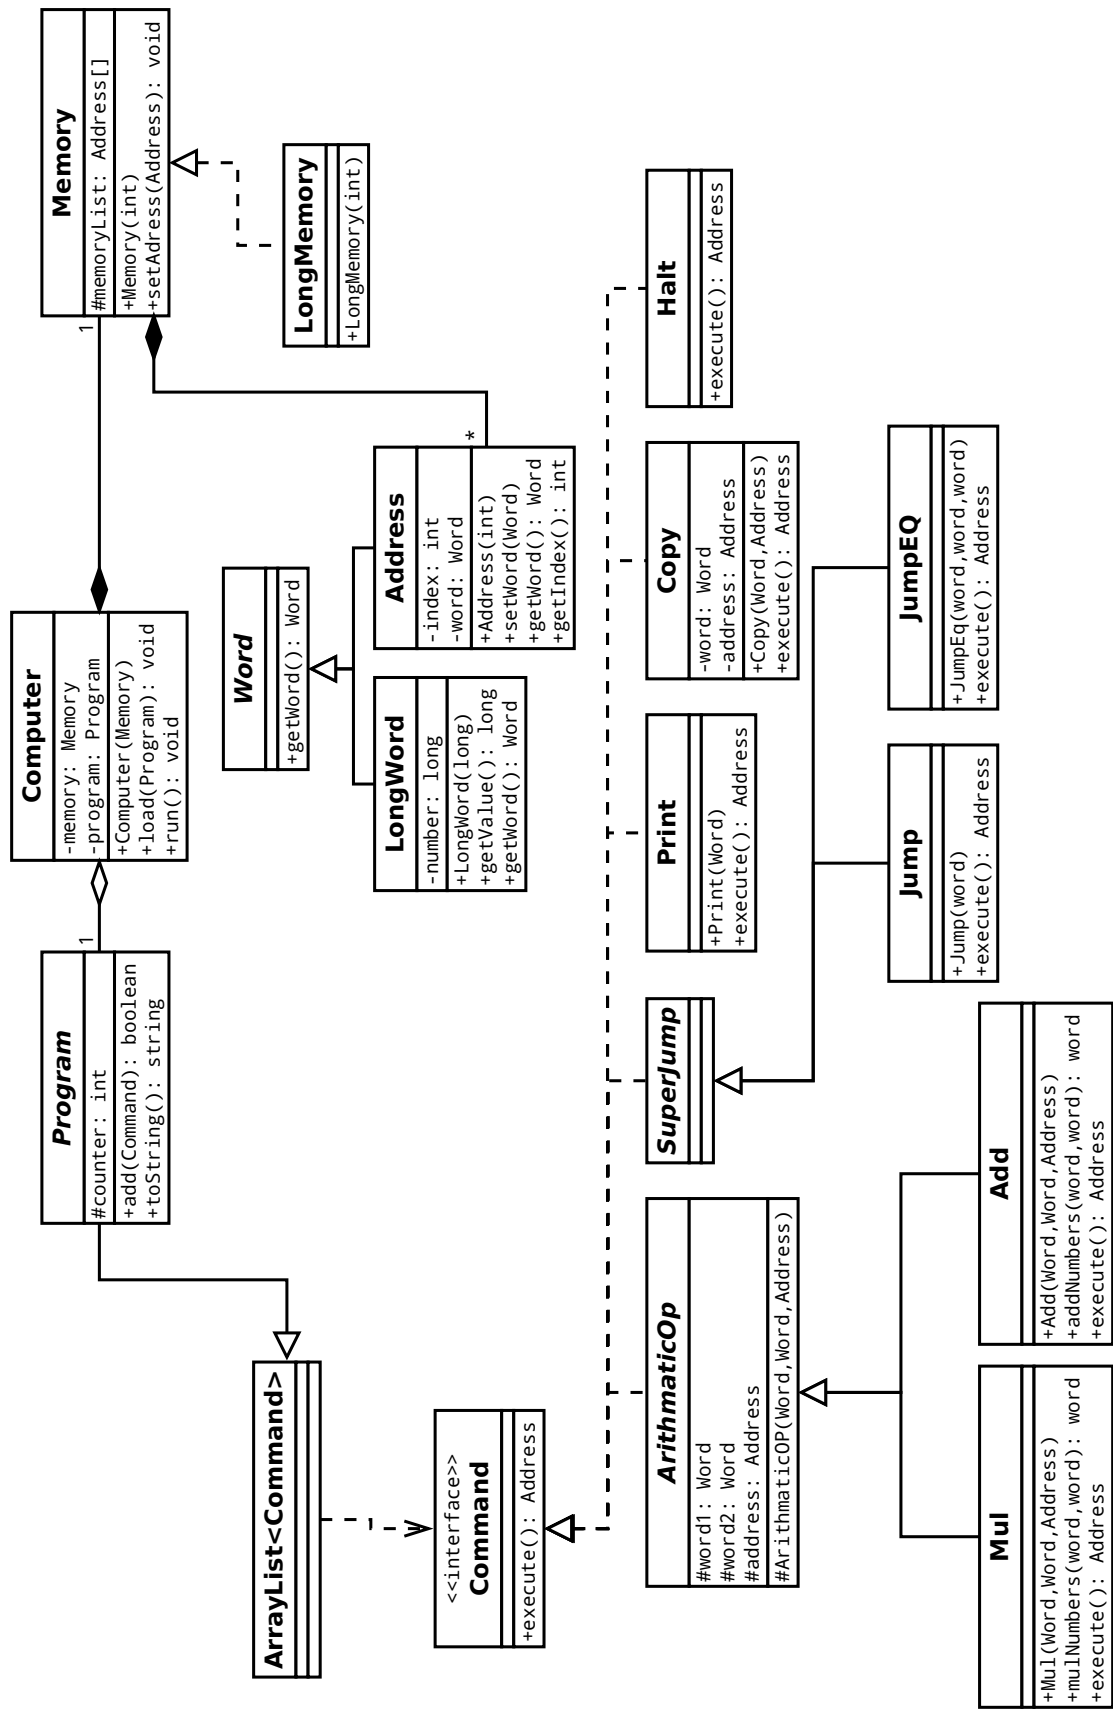 Program
#counter: int
+add(Command): boolean
+toString(): string
1
Computer
-memory: Memory
-program: Program
+Computer(Memory)
+load(Program): void
+run(): void
1
Memory
#memoryList: Address[]
+Memory(int)
+setAdress(Address): void
ArrayList<Command>
Word
+getWord(): Word
LongMemory
+LongMemory(int)
<<interface>>
Command
+execute(): Address
LongWord
-number: long
+LongWord(long)
+getValue(): long
+getWord(): Word
Address
-index: int
-word: Word
+Address(int)
+setWord(Word)
+getWord(): Word
+getIndex(): int
*
ArithmaticOp
#word1: Word
#word2: Word
#address: Address
#ArithmaticOP(Word,Word,Address)
SuperJump
Print
+Print(Word)
+execute(): Address
Copy
-word: Word
-address: Address
+Copy(Word,Address)
+execute(): Address
Halt
+execute(): Address
Jump
+Jump(word)
+execute(): Address
JumpEQ
+JumpEq(word,word,word)
+execute(): Address
Mul
+Mul(Word,Word,Address)
+mulNumbers(word,word): word
+execute(): Address
Add
+Add(Word,Word,Address)
+addNumbers(word,word): word
+execute(): Address